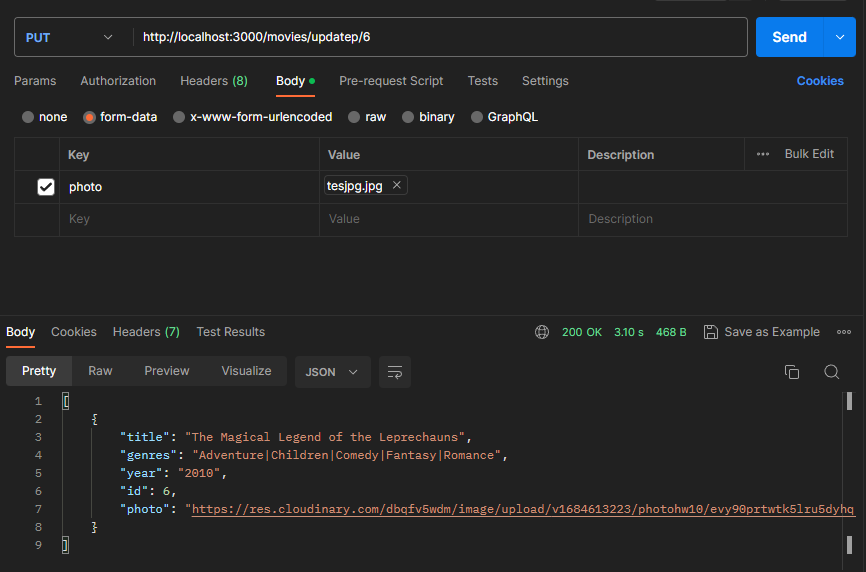 PUT http://localhost:3000/movies/updatep/6 Send
Params Authorization Headers (8) Body Pre-request Script Tests Settings Cookies
none form-data x-www-form-urlencoded raw binary GraphQL
Key Value Description ••• Bulk Edit
photo tesjpg.jpg
Key Value Description
Body Cookies Headers (7) Test Results 200 OK 3.10 s 468 B Save as Example
Pretty Raw Preview Visualize JSON
1 [
2 {
3 "title": "The Magical Legend of the Leprechauns",
4 "genres": "Adventure|Children|Comedy|Fantasy|Romance",
5 "year": "2010",
6 "id": 6,
7 "photo": "https://res.cloudinary.com/dbqfv5wdm/image/upload/v1684613223/photohw10/evy90prtwtk5lru5dyhq
8 }
9 ]